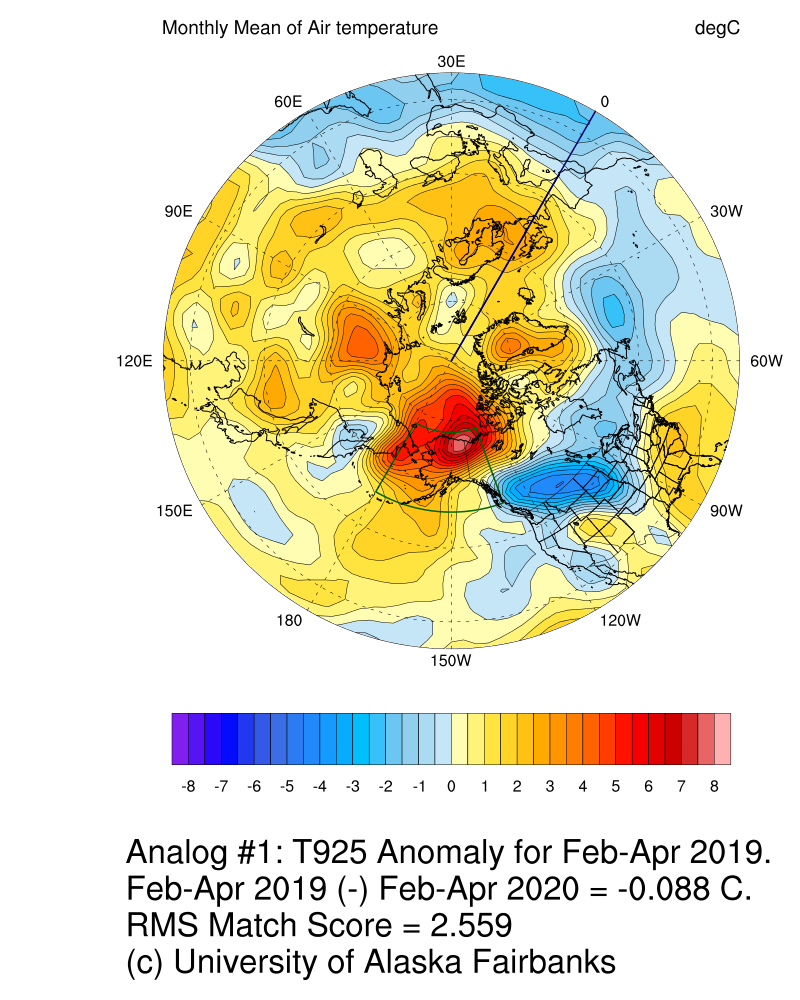 Monthly Mean of Air temperature degC
30E
60E 0
90E 30W
120E 60W
150E 90W
180 120W
150W
-8 -7 -6 -5 -4 -3 -2 -1 0 1 2 3 4 5 6 7 8
Analog #1: T925 Anomaly for Feb-Apr 2019.
Feb-Apr 2019 (-) Feb-Apr 2020 = -0.088 C.
RMS Match Score = 2.559
(c) University of Alaska Fairbanks